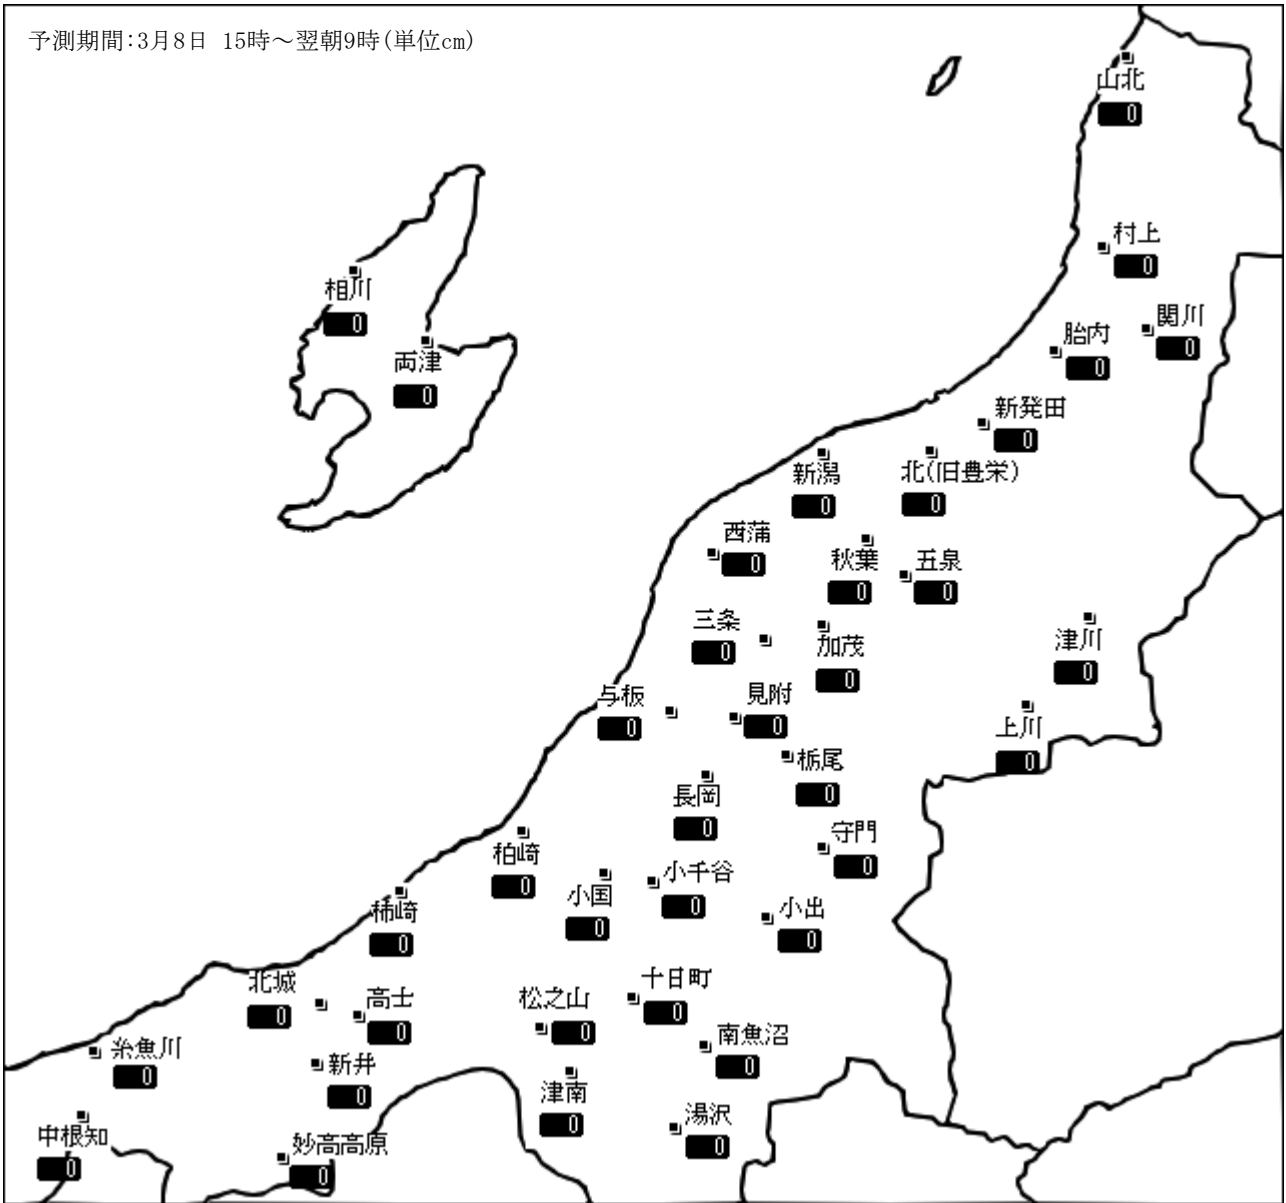 予測期間:3月8日 15時～翌朝9時(単位cm)
山北
0
村上
0
相川
0
関川
0
胎内
0
両津
0
新発田
0
新潟
0
北(旧豊栄)
0
西蒲
0
秋葉
0
五泉
0
三条
0
加茂
0
津川
0
与板
0
見附
0
上川
0
栃尾
0
長岡
0
守門
0
柏崎
0
小千谷
0
小国
0
小出
0
柿崎
0
北城
0
高士
0
松之山
0
十日町
0
南魚沼
0
糸魚川
0
新井
0
津南
0
湯沢
0
中根知
0
妙高高原
0